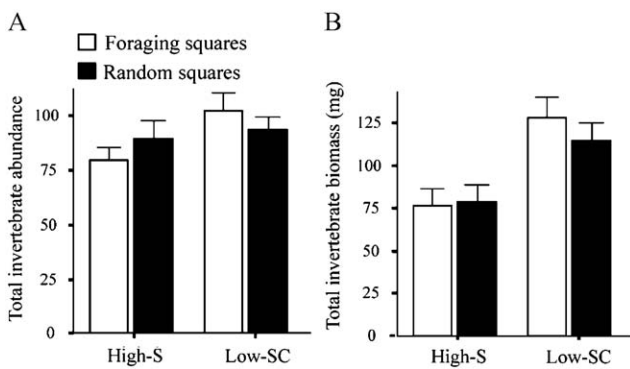 A
Foraging squares
Random squares
Total invertebrate abundance
100
75
50
25
0
High-S
Low-SC
B
Total invertebrate biomass (mg)
125
100
75
50
25
0
High-S
Low-SC